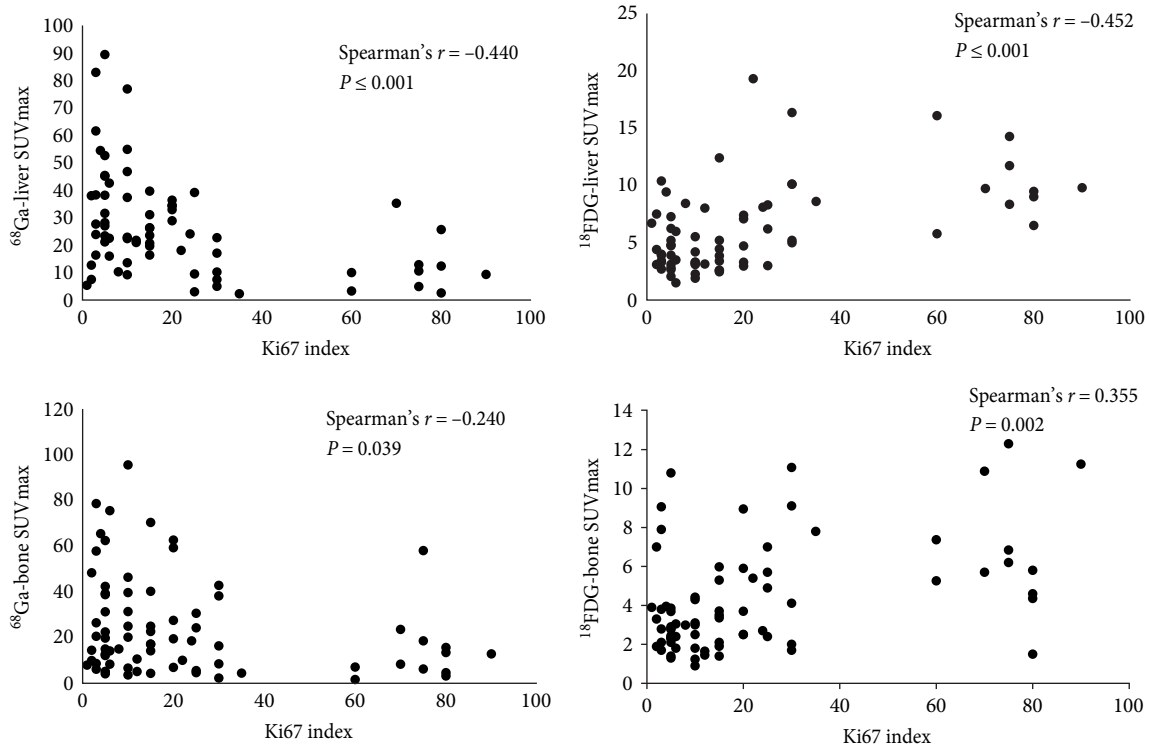 100
90
80
70
60
50
40
30
20
10
0
⁶⁸Ga-liver SUVmax
Spearman's r = –0.440
P ≤ 0.001
0 20 40 60 80 100
Ki67 index
25
20
15
10
5
0
¹⁸FDG-liver SUVmax
Spearman's r = –0.452
P ≤ 0.001
0 20 40 60 80 100
Ki67 index
120
100
80
60
40
20
0
⁶⁸Ga-bone SUVmax
Spearman's r = –0.240
P = 0.039
0 20 40 60 80 100
Ki67 index
14
12
10
8
6
4
2
0
¹⁸FDG-bone SUVmax
Spearman's r = 0.355
P = 0.002
0 20 40 60 80 100
Ki67 index